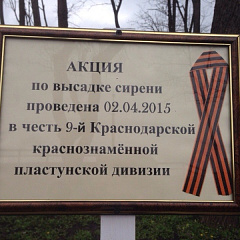 АКЦИЯ
по высадке сирени
проведена 02.04.2015
в честь 9-й Краснодарской
краснознамённой
пластунской дивизии